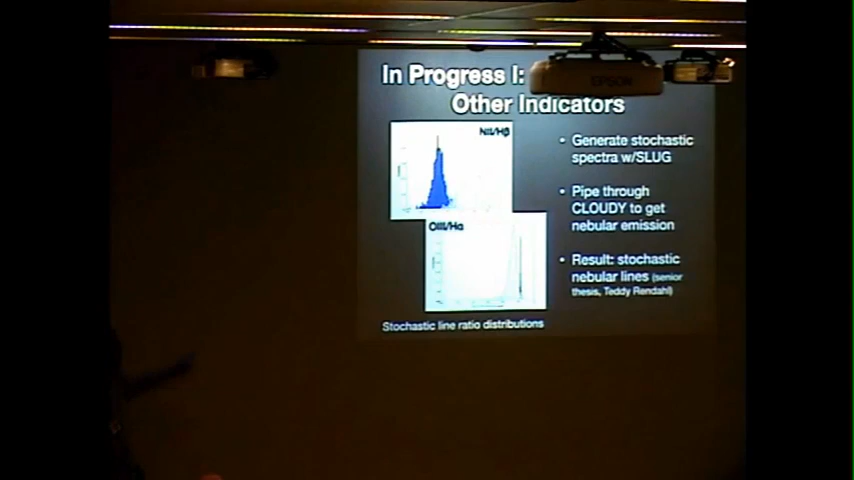 EPSON
In Progress I:
Other Indicators
NII/Hβ
OIII/Hα
Stochastic line ratio distributions
• Generate stochastic
spectra w/SLUG
• Pipe through
CLOUDY to get
nebular emission
• Result: stochastic
nebular lines (senior
thesis, Teddy Rendahl)